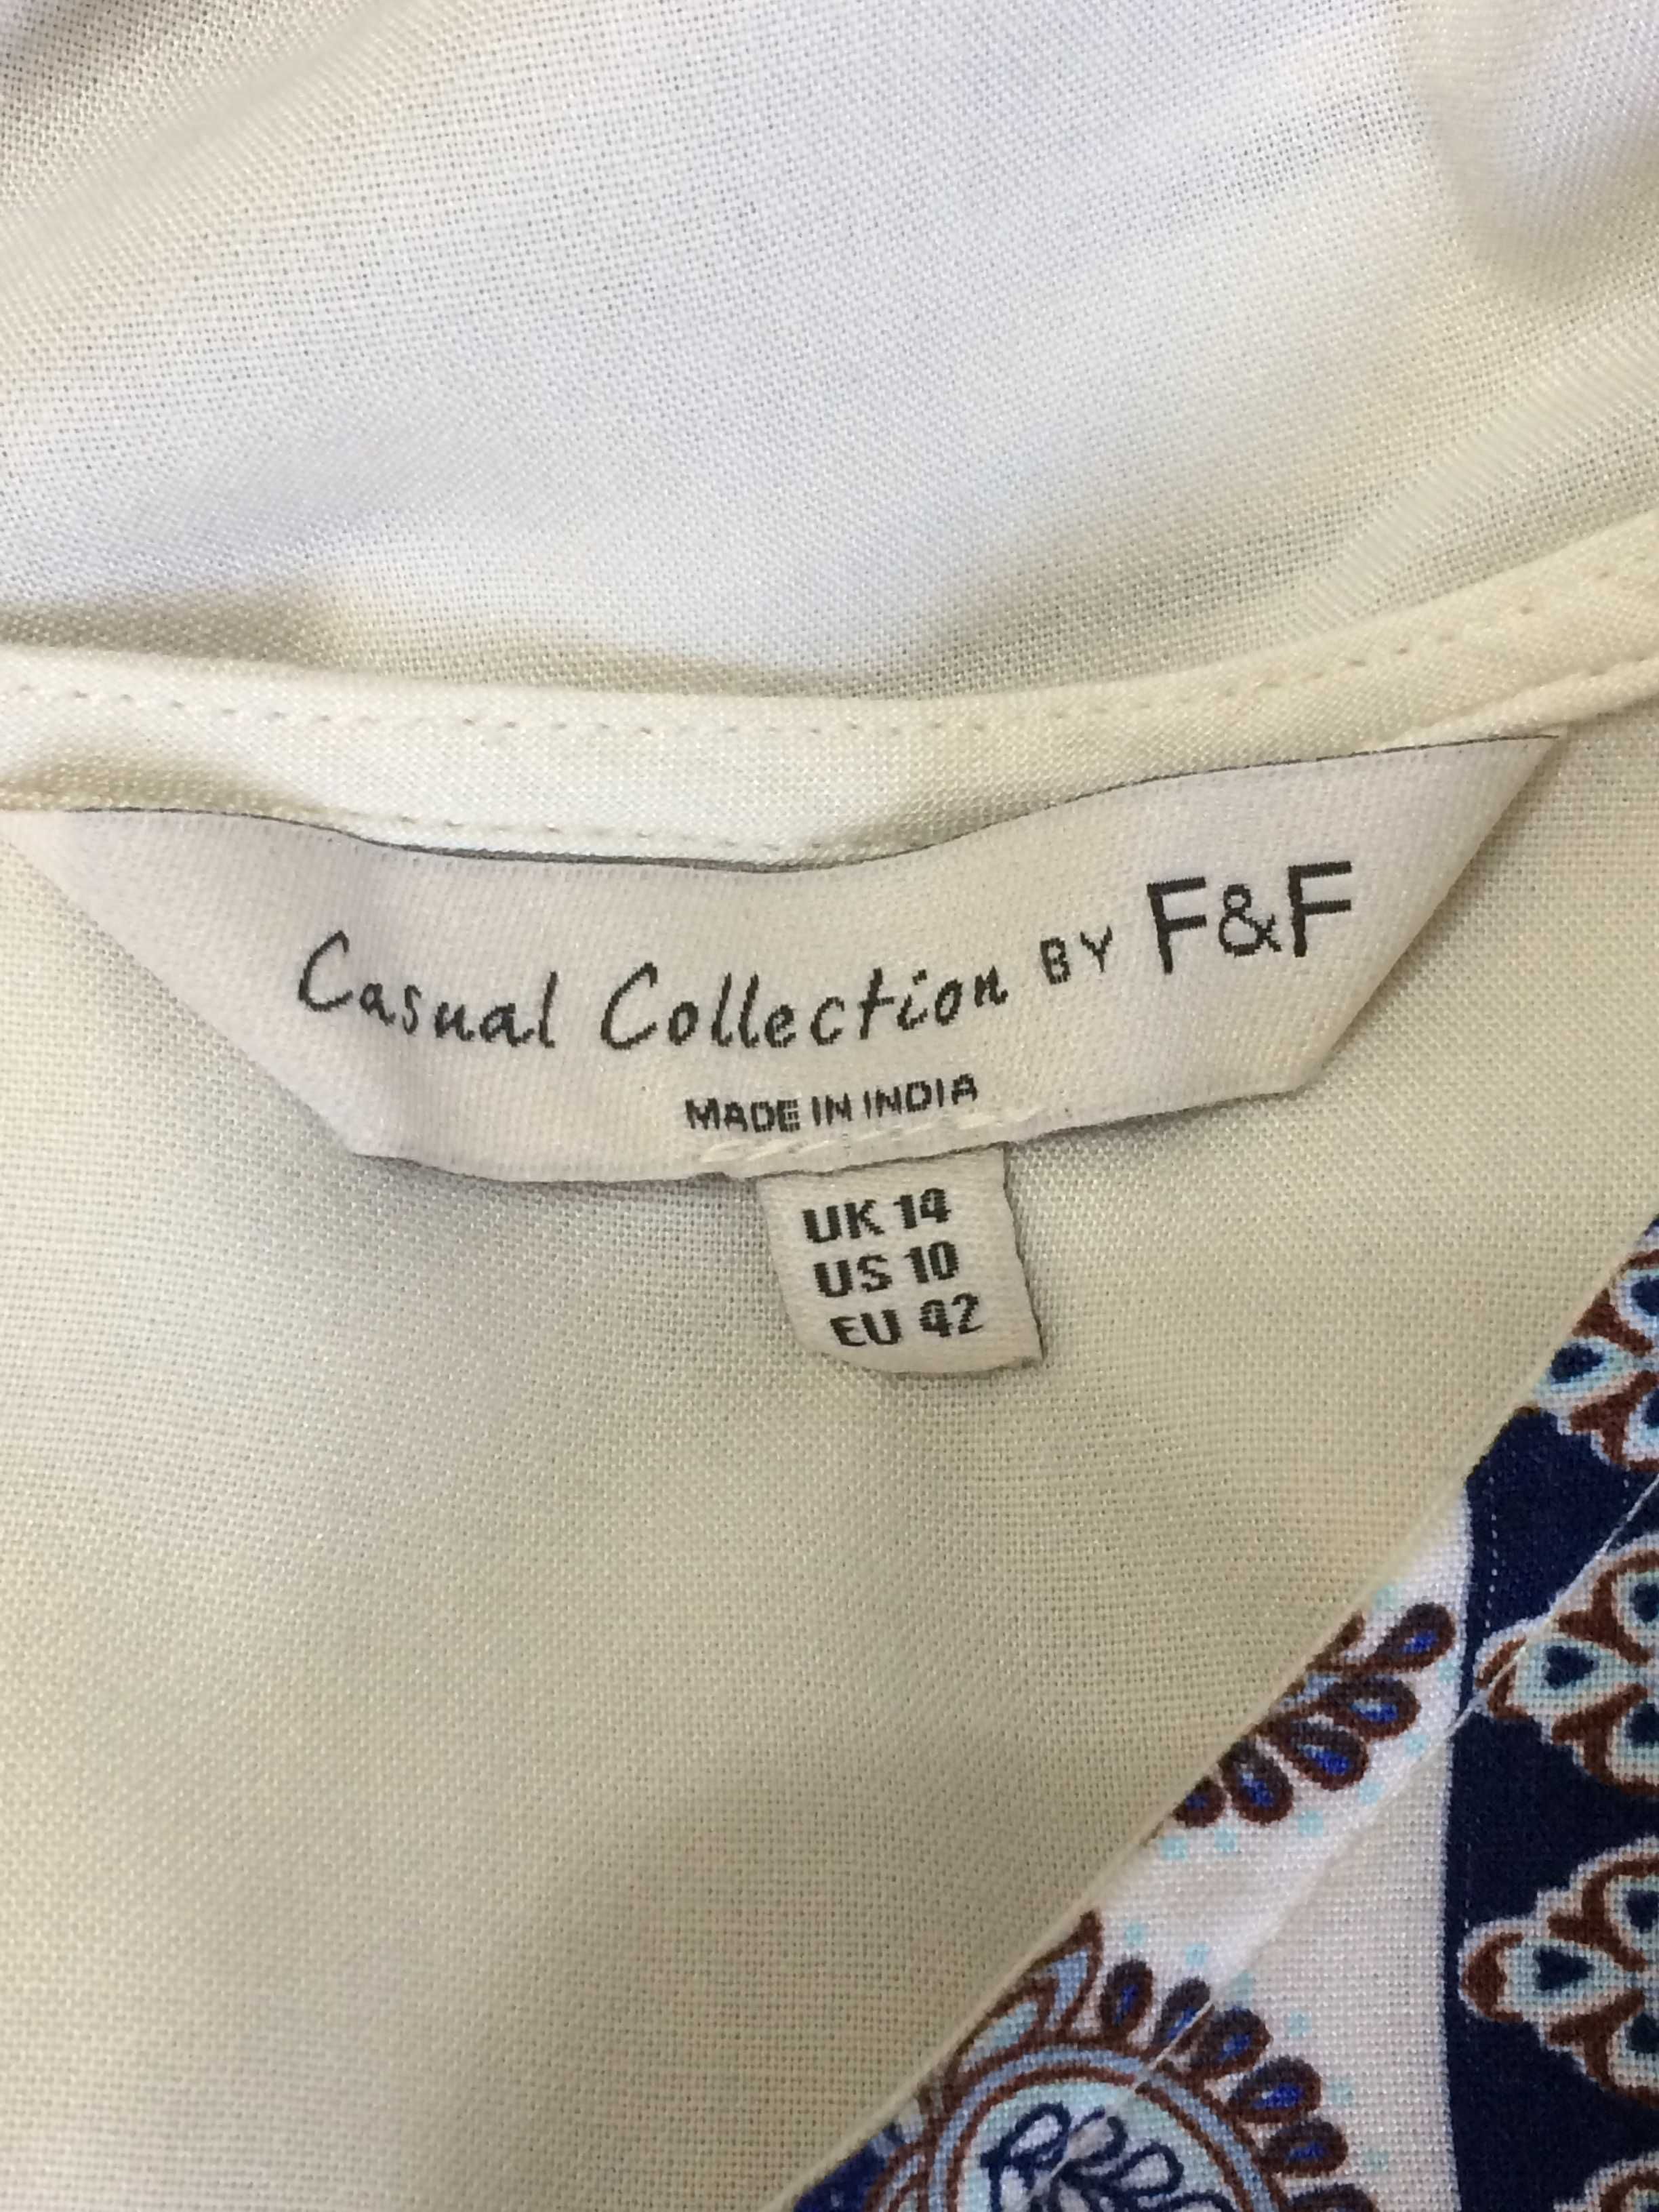 Casual Collection BY F&F
MADE IN INDIA
UK 14
US 10
EU 42